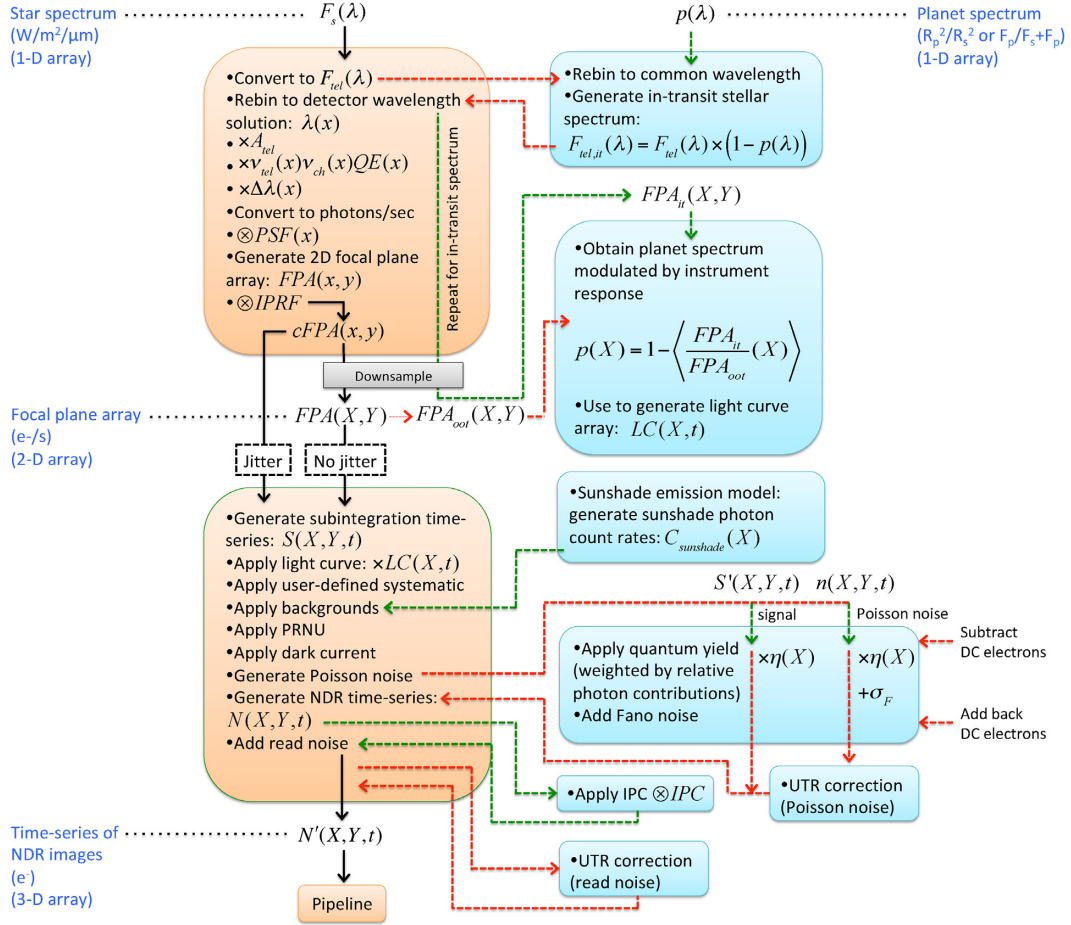 Star spectrum
(W/m²/µm)
(1-D array)
F_s(λ)
p(λ)
Planet spectrum
(R_p²/R_s² or F_p/F_s+F_p)
(1-D array)
•Convert to F_tel(λ)
•Rebin to detector wavelength
solution: λ(x)
•×A_tel
•×ν_tel(x)ν_ch(x)QE(x)
•×Δλ(x)
•Convert to photons/sec
•⊗PSF(x)
•Generate 2D focal plane
array: FPA(x, y)
•⊗IPRF
cFPA(x,y)
Repeat for in-transit spectrum
•Rebin to common wavelength
•Generate in-transit stellar
spectrum:
F_tel,it(λ) = F_tel(λ)×(1−p(λ))
FPA_it(X,Y)
•Obtain planet spectrum
modulated by instrument
response
p(X) = 1−⟨FPA_it/FPA_oot (X)⟩
•Use to generate light curve
array: LC(X,t)
Downsample
Focal plane array
(e-/s)
(2-D array)
FPA(X,Y)
FPA_oot(X,Y)
Jitter
No jitter
•Generate subintegration time-
series: S(X,Y,t)
•Apply light curve: ×LC(X,t)
•Apply user-defined systematic
•Apply backgrounds
•Apply PRNU
•Apply dark current
•Generate Poisson noise
•Generate NDR time-series:
N(X,Y,t)
•Add read noise
•Sunshade emission model:
generate sunshade photon
count rates: C_sunshade(X)
S'(X,Y,t) n(X,Y,t)
signal
Poisson noise
•Apply quantum yield
(weighted by relative
photon contributions)
•Add Fano noise
×η(X)
×η(X)
+σ_F
Subtract
DC electrons
Add back
DC electrons
•UTR correction
(Poisson noise)
•Apply IPC ⊗IPC
•UTR correction
(read noise)
Time-series of
NDR images
(e⁻)
(3-D array)
N'(X,Y,t)
Pipeline